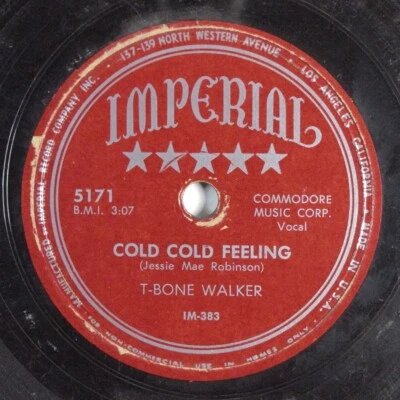 MANUFACTURED BY IMPERIAL RECORD COMPANY INC. • 157-159 NORTH WESTERN AVENUE • LOS ANGELES, CALIFORNIA • MADE IN U.S.A.
IMPERIAL
5171
B.M.I. 3:07
COMMODORE
MUSIC CORP.
Vocal
COLD COLD FEELING
(Jessie Mae Robinson)
T-BONE WALKER
IM-383
FOR NON-COMMERCIAL USE IN HOMES ONLY